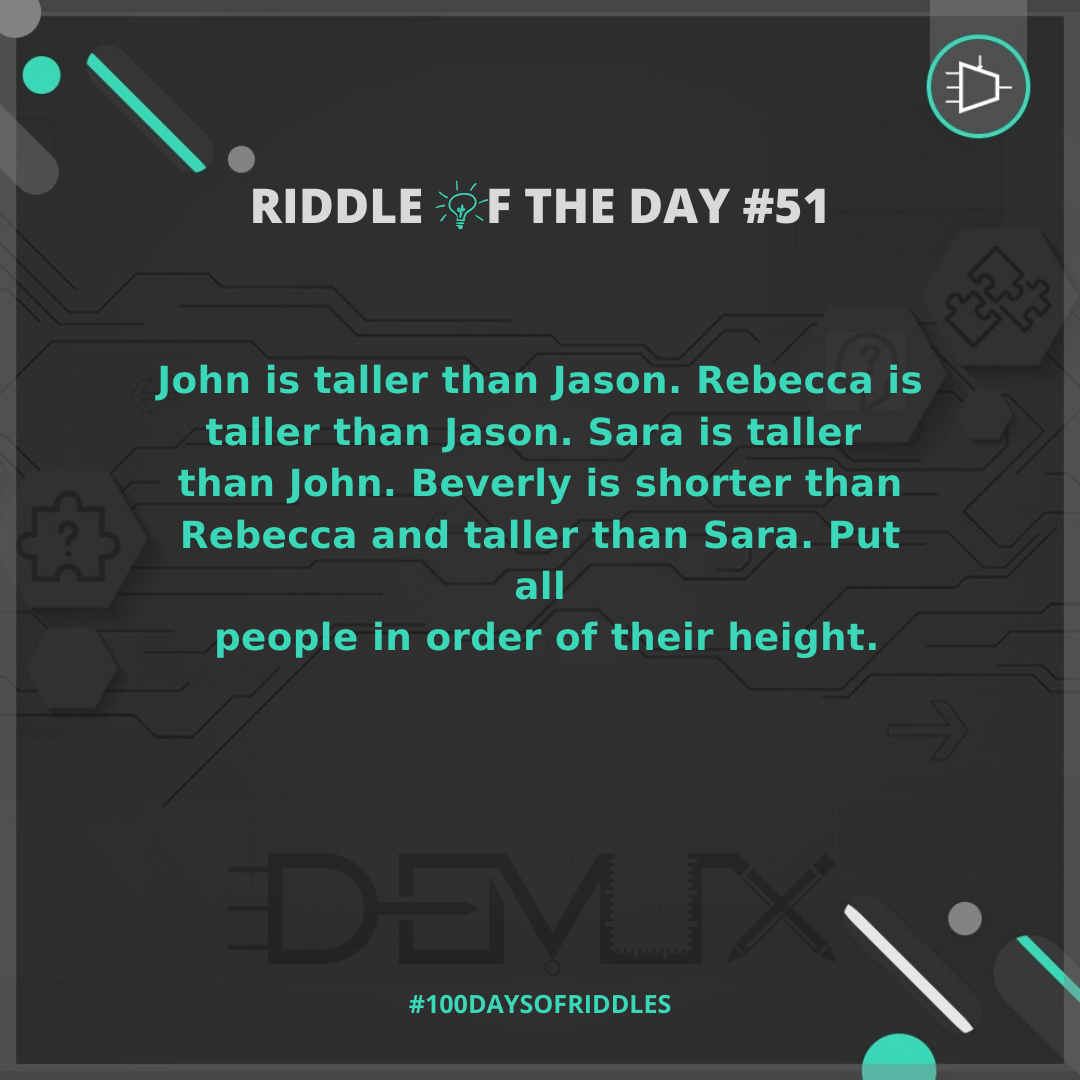 RIDDLE OF THE DAY #51
John is taller than Jason. Rebecca is
taller than Jason. Sara is taller
than John. Beverly is shorter than
Rebecca and taller than Sara. Put
all
people in order of their height.
DEMUX
#100DAYSOFRIDDLES